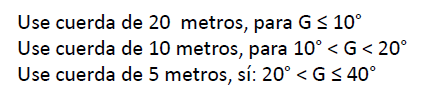 Use cuerda de 20  metros, para G ≤ 10°
Use cuerda de 10 metros, para 10° < G < 20°
Use cuerda de 5 metros, sí: 20° < G ≤ 40°